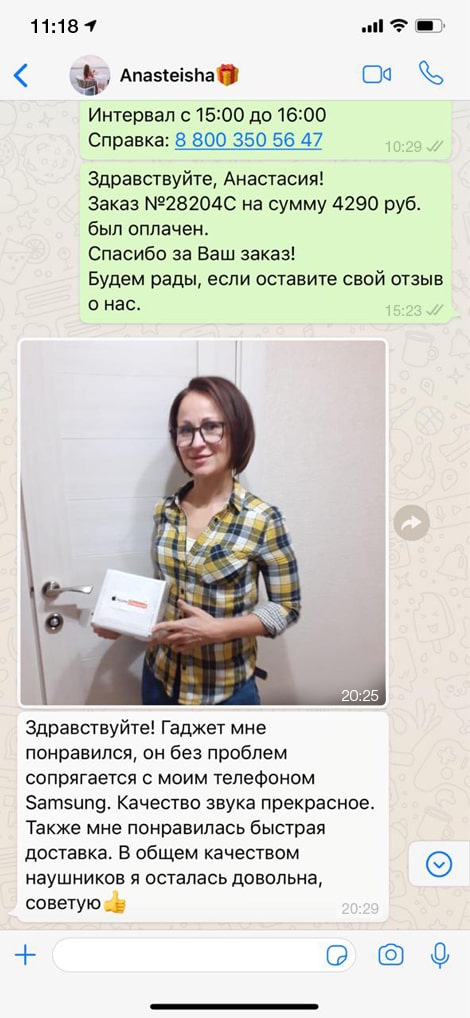 11:18
Anasteisha
Интервал с 15:00 до 16:00
Справка: 8 800 350 56 47
10:29
Здравствуйте, Анастасия!
Заказ №28204С на сумму 4290 руб.
был оплачен.
Спасибо за Ваш заказ!
Будем рады, если оставите свой отзыв
о нас.
15:23
20:25
Здравствуйте! Гаджет мне
понравился, он без проблем
сопрягается с моим телефоном
Samsung. Качество звука прекрасное.
Также мне понравилась быстрая
доставка. В общем качеством
наушников я осталась довольна,
советую👍
20:29